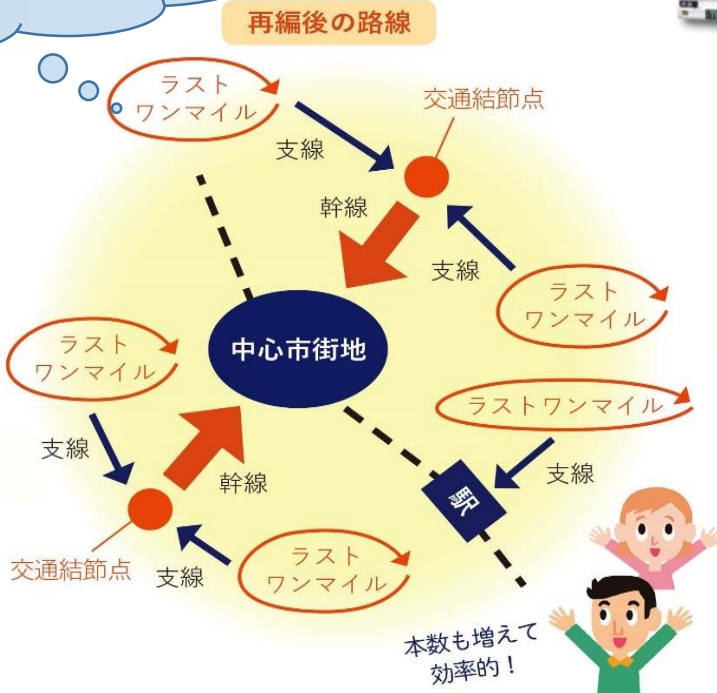 再編後の路線
ラスト
ワンマイル
交通結節点
支線
幹線
支線
ラスト
ワンマイル
中心市街地
ラスト
ワンマイル
ラストワンマイル
支線
幹線
支線
駅
交通結節点
支線
ラスト
ワンマイル
本数も増えて
効率的!